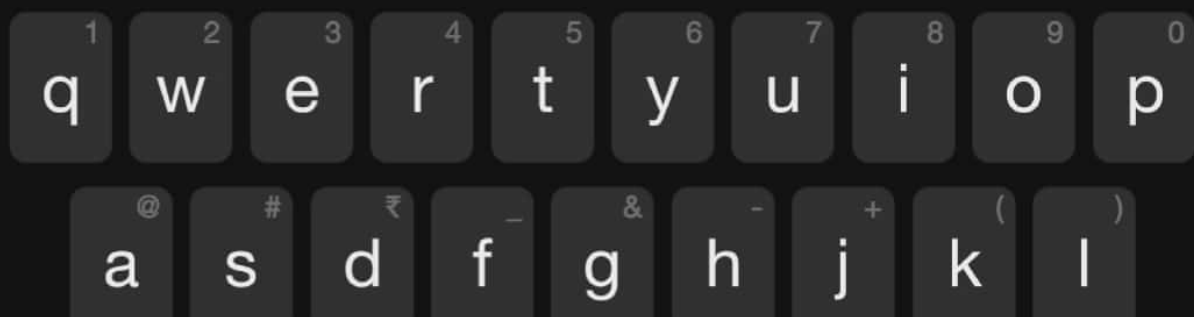 1 2 3 4 5 6 7 8 9 0
q w e r t y u i o p
@ # ₹ _ & - + ( )
a s d f g h j k l